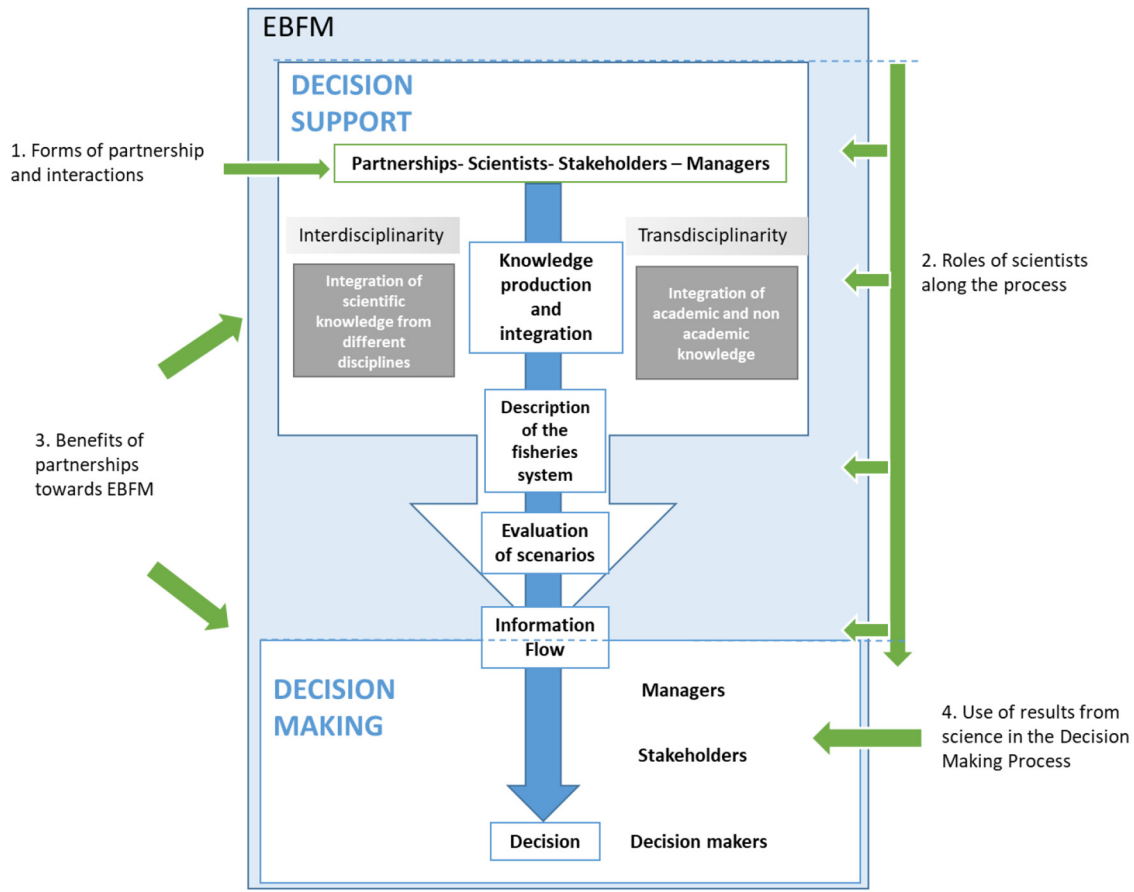 EBFM
DECISION
SUPPORT
1. Forms of partnership
and interactions
Partnerships- Scientists- Stakeholders – Managers
Interdisciplinarity
Transdisciplinarity
Integration of
scientific
knowledge from
different
disciplines
Knowledge
production
and
integration
Integration of
academic and non
academic
knowledge
2. Roles of scientists
along the process
Description
of the
fisheries
system
3. Benefits of
partnerships
towards EBFM
Evaluation
of scenarios
Information
Flow
DECISION
MAKING
Managers
Stakeholders
4. Use of results from
science in the Decision
Making Process
Decision
Decision makers